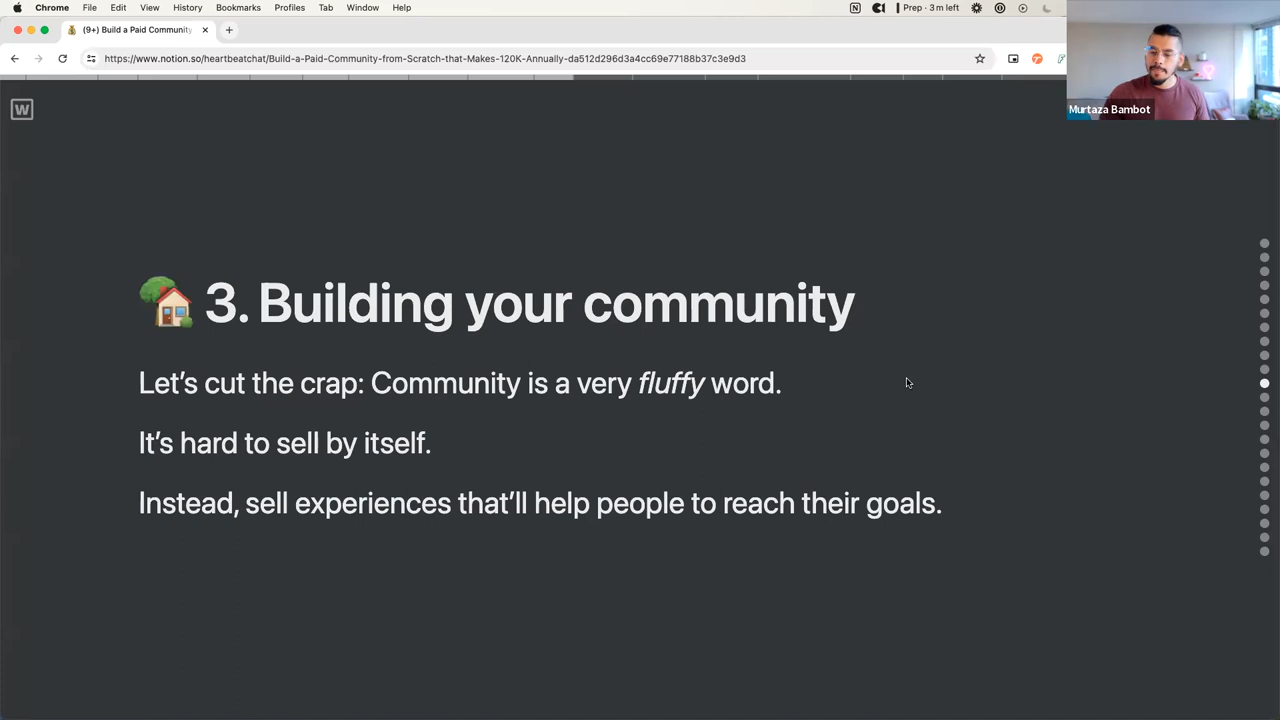 Chrome File Edit View History Bookmarks Profiles Tab Window Help Prep · 3 m left
(9+) Build a Paid Community
https://www.notion.so/heartbeatchat/Build-a-Paid-Community-from-Scratch-that-Makes-120K-Annually-da512d296d3a4cc69e77188b37c3e9d3
W
Murtaza Bambot
3. Building your community
Let’s cut the crap: Community is a very fluffy word.
It’s hard to sell by itself.
Instead, sell experiences that’ll help people to reach their goals.